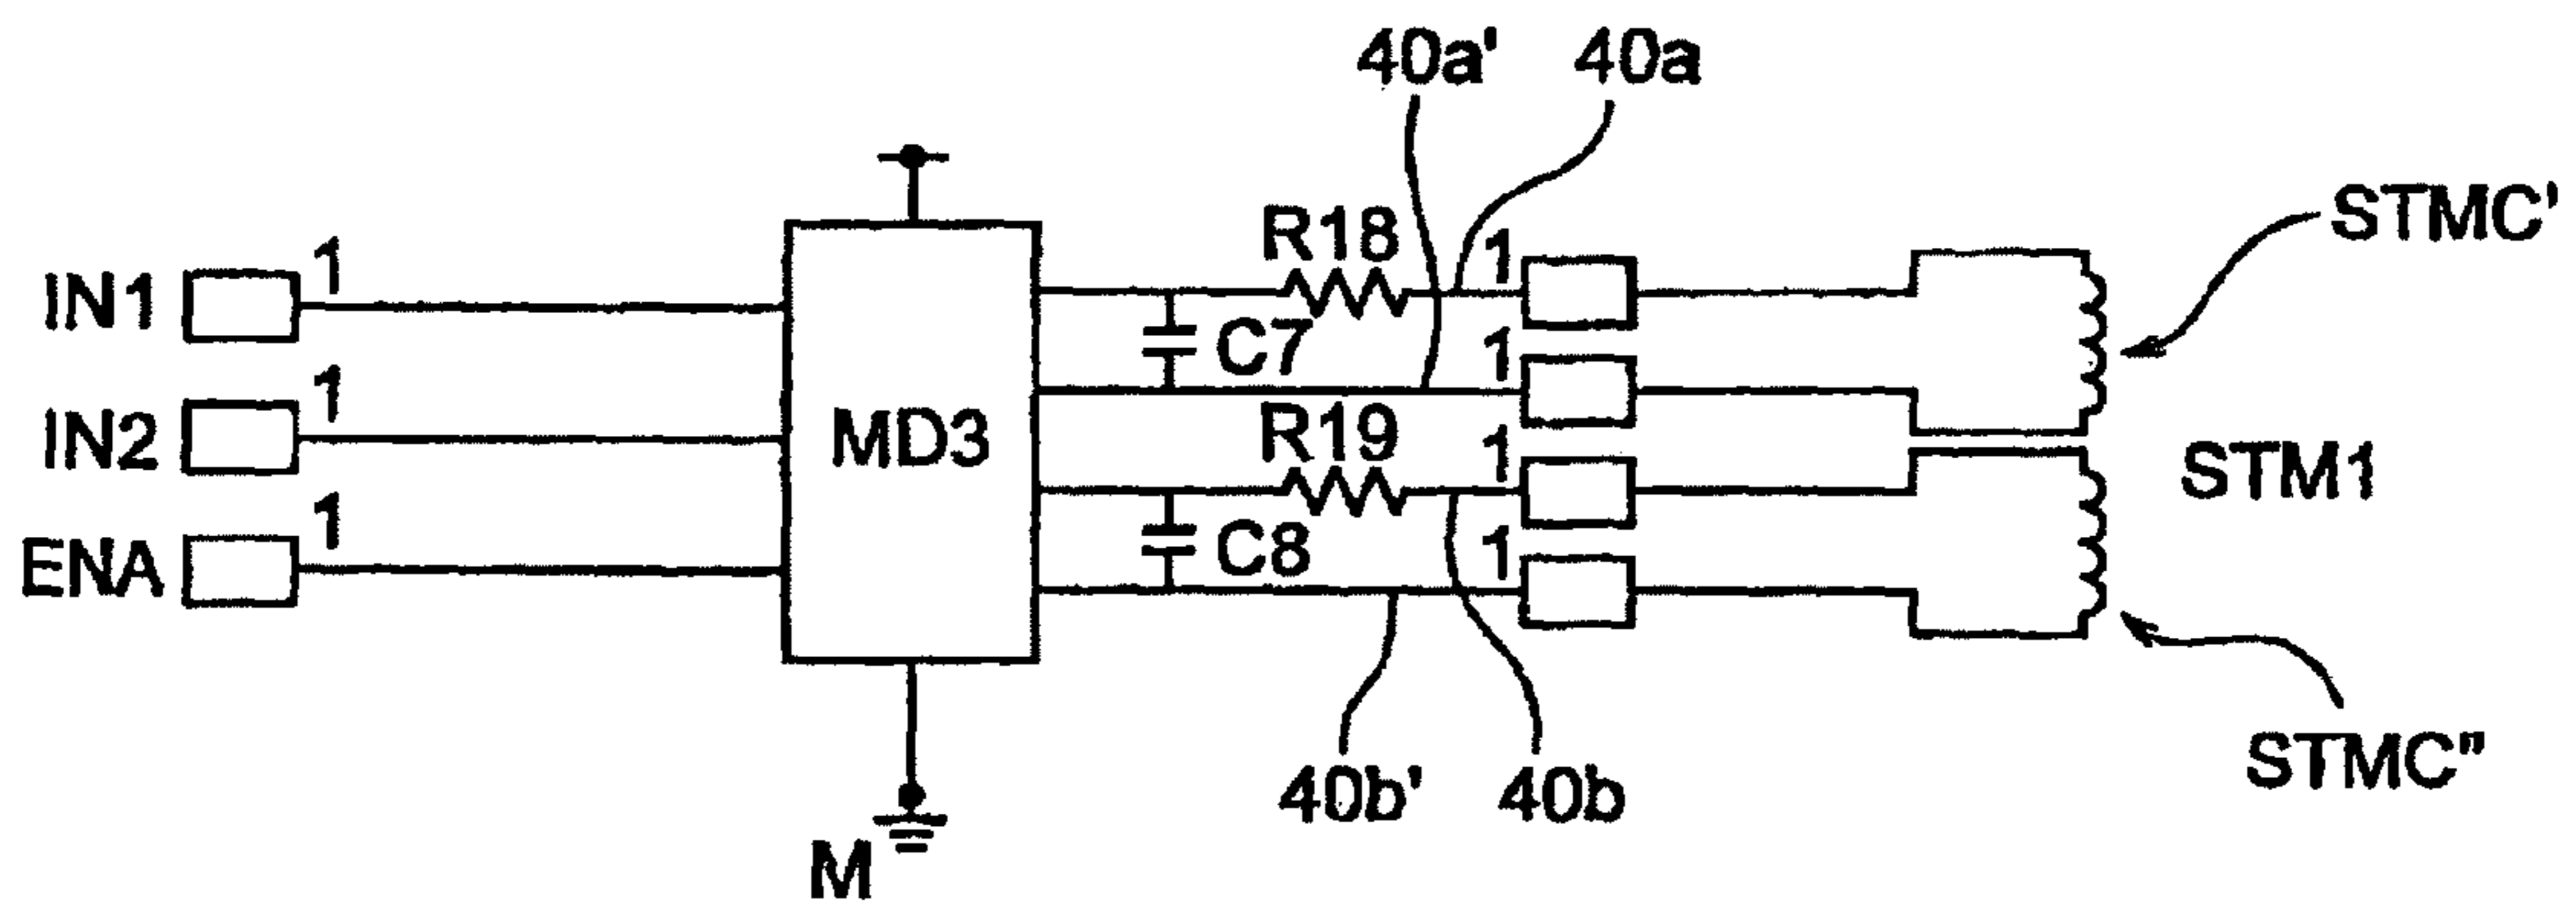 40a' 40a
STMC'
R18
IN1 1 1
C7 1
IN2 1
MD3
R19 1
STM1
ENA 1
C8 1
40b' 40b
STMC"
M